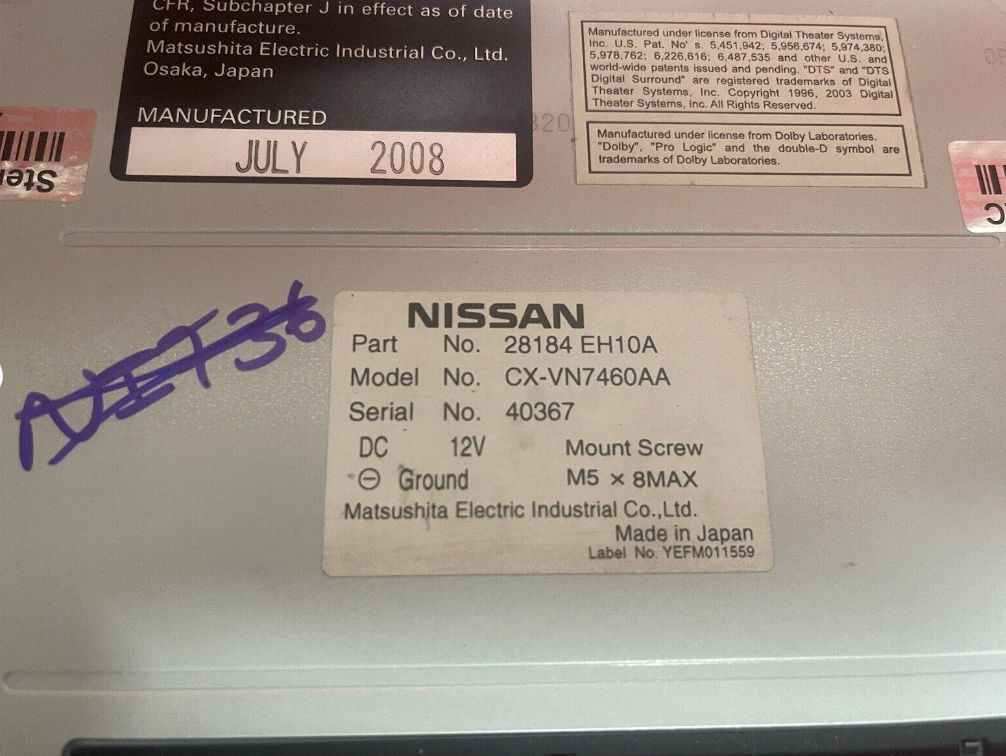 CFR, Subchapter J in effect as of date
of manufacture.
Matsushita Electric Industrial Co., Ltd.
Osaka, Japan
MANUFACTURED
JULY 2008
Manufactured under license from Digital Theater Systems,
Inc. U.S. Pat. No' s. 5,451,942; 5,956,674; 5,974,380;
5,978,762; 6,226,616; 6,487,535 and other U.S. and
world-wide patents issued and pending. "DTS" and "DTS
Digital Surround" are registered trademarks of Digital
Theater Systems, Inc. Copyright 1996, 2003 Digital
Theater Systems, Inc. All Rights Reserved.
Manufactured under license from Dolby Laboratories.
"Dolby", "Pro Logic" and the double-D symbol are
trademarks of Dolby Laboratories.
320
Ster
C
NISSAN
Part No. 28184 EH10A
Model No. CX-VN7460AA
Serial No. 40367
DC 12V Mount Screw
⊖ Ground M5 × 8MAX
Matsushita Electric Industrial Co.,Ltd.
Made in Japan
Label No. YEFM011559